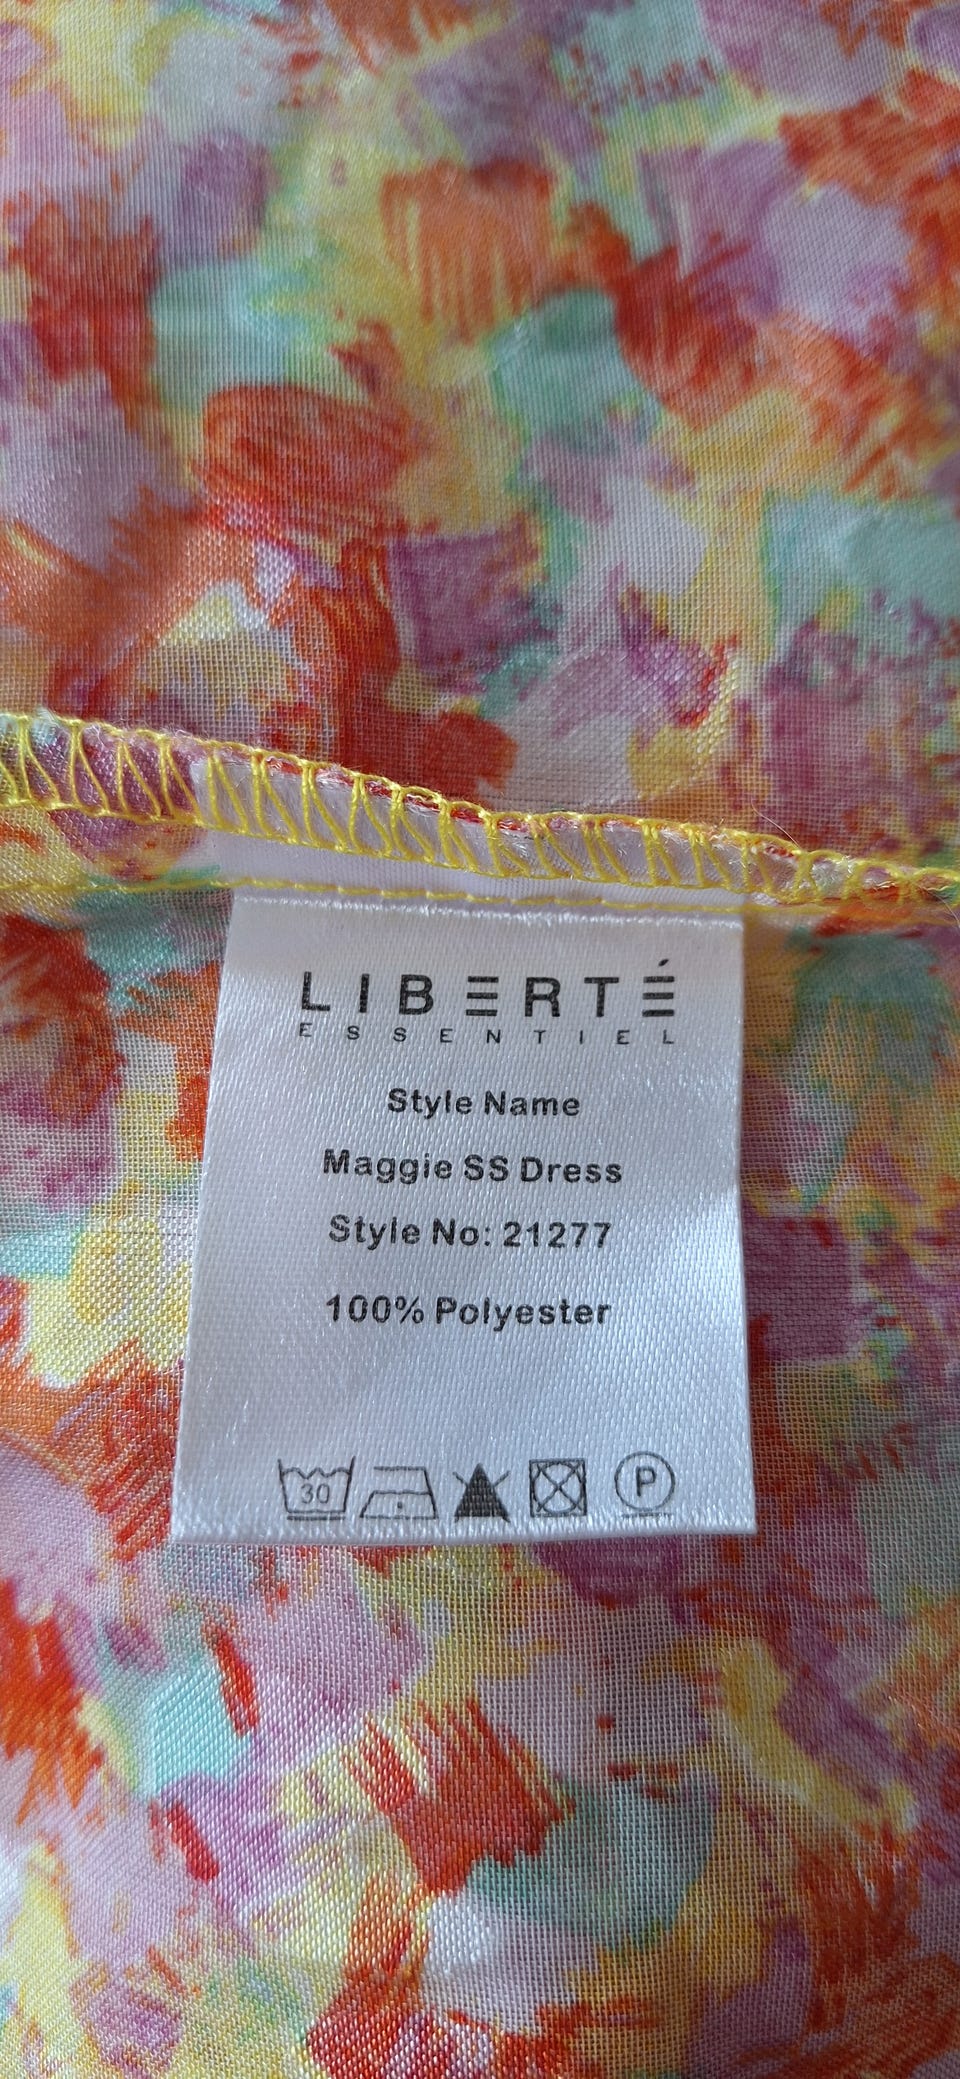 LIBERTÉ
ESSENTIEL
Style Name
Maggie SS Dress
Style No: 21277
100% Polyester
30 P